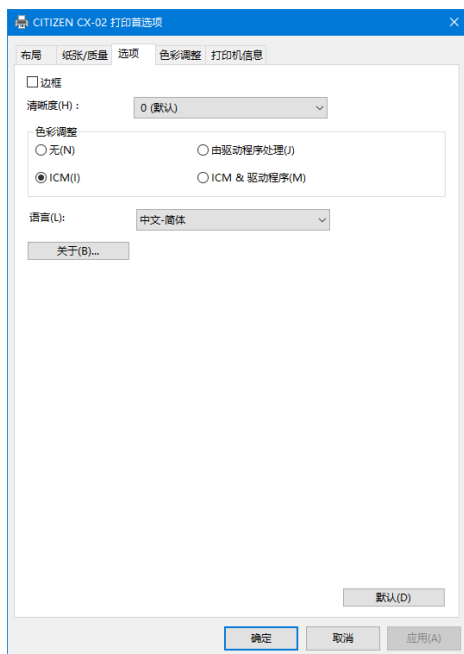 CITIZEN CX-02 打印首选项
布局 纸张/质量 选项 色彩调整 打印机信息
边框
清晰度(H)： 0 (默认)
色彩调整
无(N) 由驱动程序处理(J)
ICM(I) ICM & 驱动程序(M)
语言(L): 中文-简体
关于(B)...
默认(D)
确定 取消 应用(A)